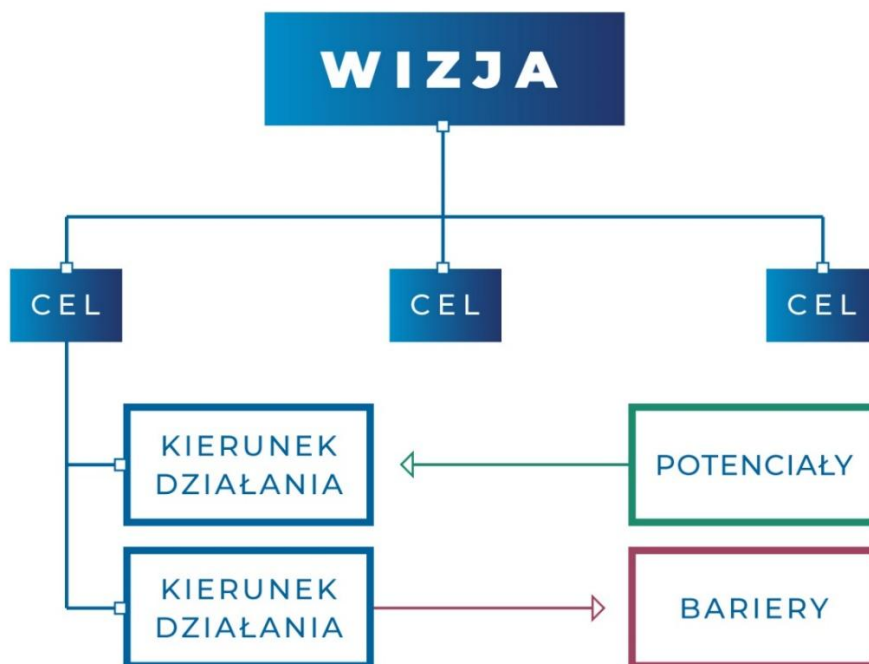 WIZJA
CEL
CEL
CEL
KIERUNEK
DZIAŁANIA
POTENCIAŁY
KIERUNEK
DZIAŁANIA
BARIERY